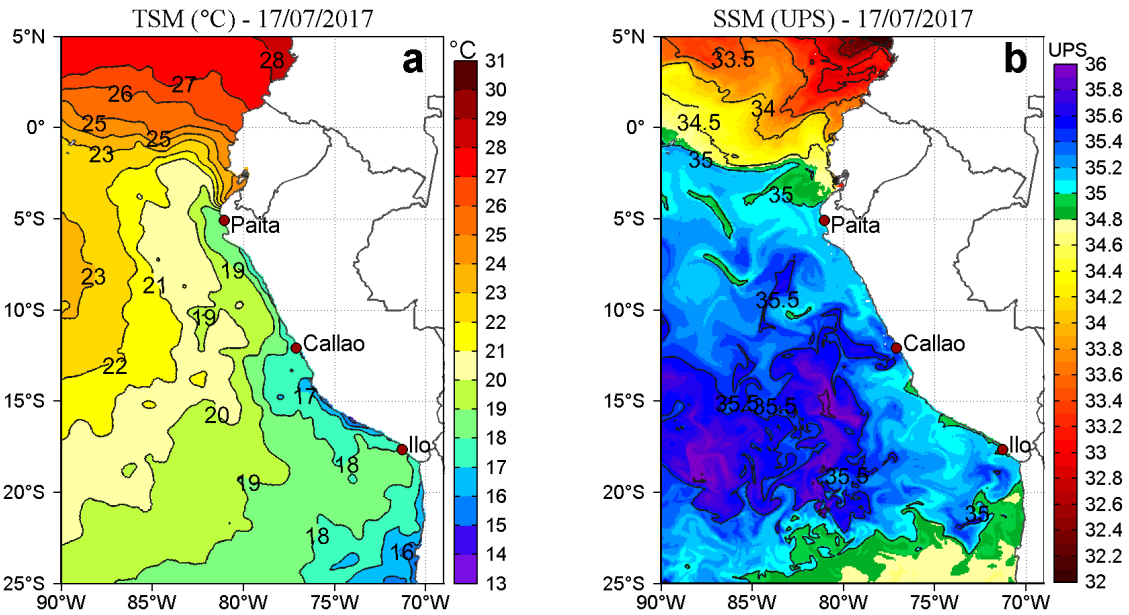 TSM (°C) - 17/07/2017
SSM (UPS) - 17/07/2017
a
°C
b
UPS
5°N
0°
5°S
10°S
15°S
20°S
25°S
90°W
85°W
80°W
75°W
70°W
28
27
26
25
25
23
23
21
22
20
19
19
19
18
18
17
16
Paita
Callao
Ilo
31
30
29
28
27
26
25
24
23
22
21
20
19
18
17
16
15
14
13
5°N
0°
5°S
10°S
15°S
20°S
25°S
90°W
85°W
80°W
75°W
70°W
33.5
34
34.5
35
35
35.5
35.5
35.5
35.5
35
Paita
Callao
Ilo
36
35.8
35.6
35.4
35.2
35
34.8
34.6
34.4
34.2
34
33.8
33.6
33.4
33.2
33
32.8
32.6
32.4
32.2
32